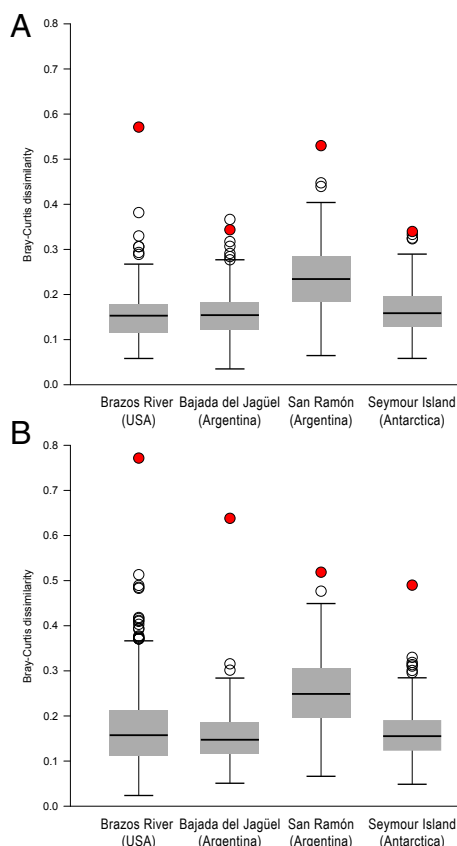 A
Bray-Curtis dissimilarity
0.8
0.7
0.6
0.5
0.4
0.3
0.2
0.1
0.0
Brazos River Bajada del Jagüel San Ramón Seymour Island
(USA) (Argentina) (Argentina) (Antarctica)
B
Bray-Curtis dissimilarity
0.8
0.7
0.6
0.5
0.4
0.3
0.2
0.1
0.0
Brazos River Bajada del Jagüel San Ramón Seymour Island
(USA) (Argentina) (Argentina) (Antarctica)